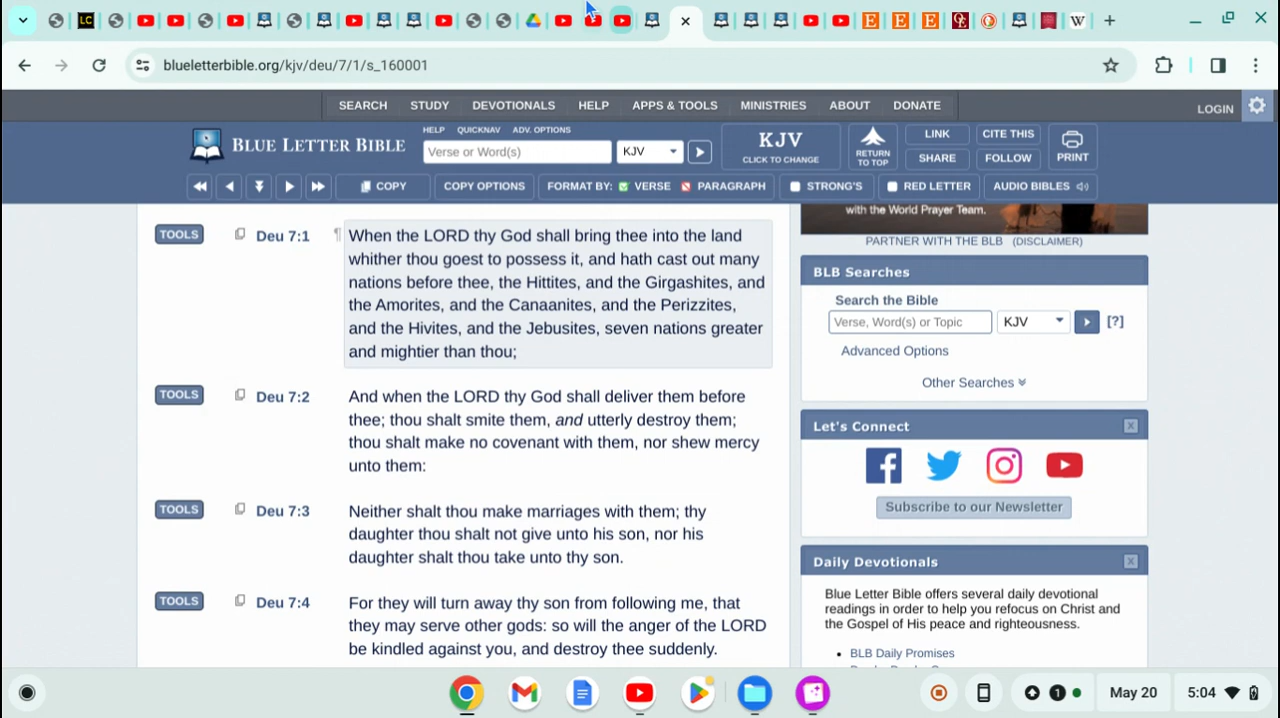 LC
E
E
E
W
blueletterbible.org/kjv/deu/7/1/s_160001
SEARCH STUDY DEVOTIONALS HELP APPS & TOOLS MINISTRIES ABOUT DONATE LOGIN
HELP QUICKNAV ADV. OPTIONS
BLUE LETTER BIBLE
Verse or Word(s) KJV
KJV
CLICK TO CHANGE
RETURN
TO TOP
LINK CITE THIS
SHARE FOLLOW
PRINT
COPY COPY OPTIONS FORMAT BY: VERSE PARAGRAPH STRONG'S RED LETTER AUDIO BIBLES
TOOLS Deu 7:1 ¶ When the LORD thy God shall bring thee into the land
whither thou goest to possess it, and hath cast out many
nations before thee, the Hittites, and the Girgashites, and
the Amorites, and the Canaanites, and the Perizzites,
and the Hivites, and the Jebusites, seven nations greater
and mightier than thou;
TOOLS Deu 7:2 And when the LORD thy God shall deliver them before
thee; thou shalt smite them, and utterly destroy them;
thou shalt make no covenant with them, nor shew mercy
unto them:
TOOLS Deu 7:3 Neither shalt thou make marriages with them; thy
daughter thou shalt not give unto his son, nor his
daughter shalt thou take unto thy son.
TOOLS Deu 7:4 For they will turn away thy son from following me, that
they may serve other gods: so will the anger of the LORD
be kindled against you, and destroy thee suddenly.
with the World Prayer Team.
PARTNER WITH THE BLB (DISCLAIMER)
BLB Searches
Search the Bible
Verse, Word(s) or Topic KJV [?]
Advanced Options
Other Searches
Let's Connect
Subscribe to our Newsletter
Daily Devotionals
Blue Letter Bible offers several daily devotional
readings in order to help you refocus on Christ and
the Gospel of His peace and righteousness.
BLB Daily Promises
1 May 20 5:04